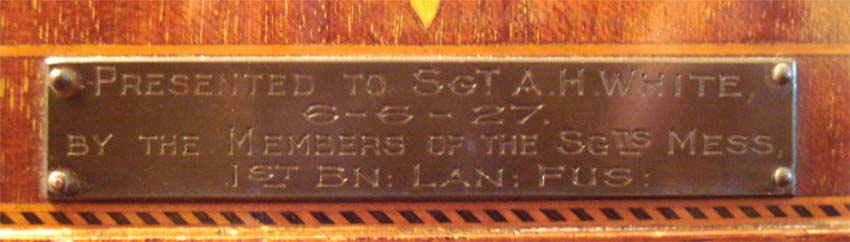 PRESENTED TO SGT A.H.WHITE,
6-6-27.
BY THE MEMBERS OF THE SGTS MESS,
1ST BN: LAN: FUS: